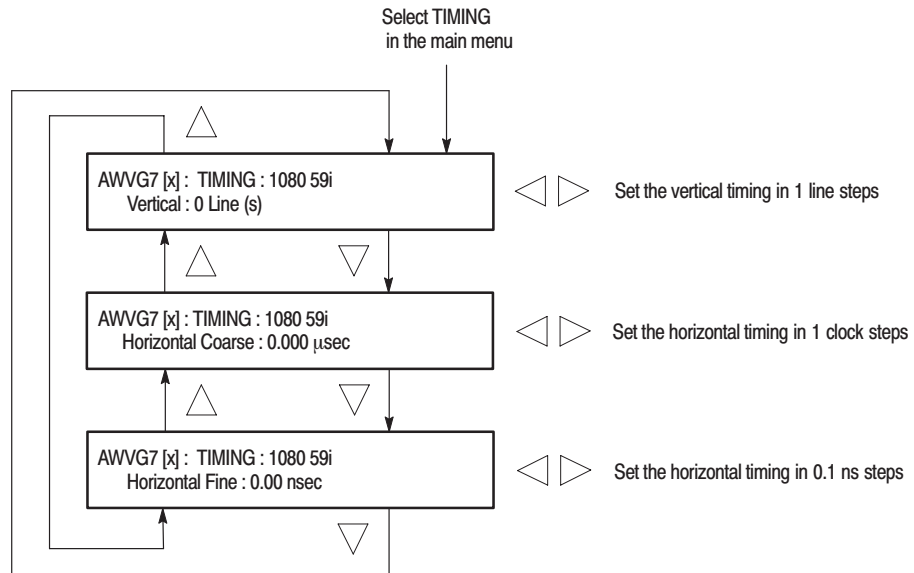 Select TIMING
in the main menu
AWVG7 [x] : TIMING : 1080 59i
Vertical : 0 Line (s)
Set the vertical timing in 1 line steps
AWVG7 [x] : TIMING : 1080 59i
Horizontal Coarse : 0.000 μsec
Set the horizontal timing in 1 clock steps
AWVG7 [x] : TIMING : 1080 59i
Horizontal Fine : 0.00 nsec
Set the horizontal timing in 0.1 ns steps